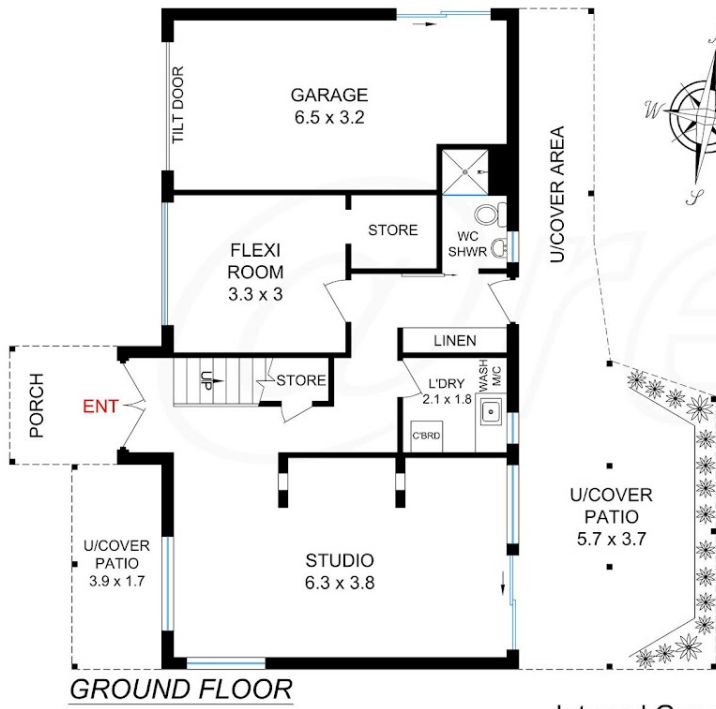 TILT DOOR
GARAGE
6.5 x 3.2
N
W
S
U/COVER AREA
STORE
WC
SHWR
FLEXI
ROOM
3.3 x 3
LINEN
PORCH
ENT
UP
STORE
L'DRY
2.1 x 1.8
WASH
M/C
C'BRD
U/COVER
PATIO
5.7 x 3.7
U/COVER
PATIO
3.9 x 1.7
STUDIO
6.3 x 3.8
GROUND FLOOR